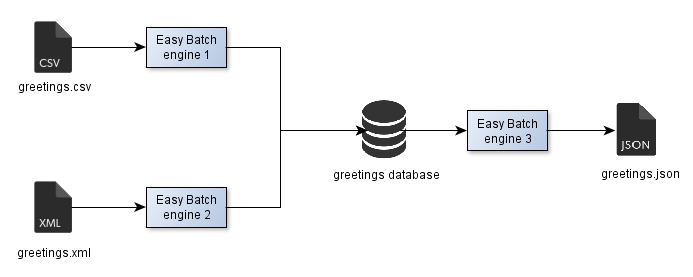 CSV
greetings.csv
Easy Batch
engine 1
XML
greetings.xml
Easy Batch
engine 2
greetings database
Easy Batch
engine 3
JSON
greetings.json